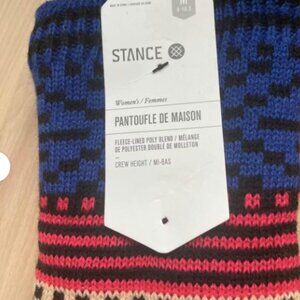 M
STANCE
Women's / Femmes
PANTOUFLE DE MAISON
FLEECE-LINED POLY BLEND / MÉLANGE
DE POLYESTER DOUBLÉ DE MOLLETON
CREW HEIGHT / MI-BAS